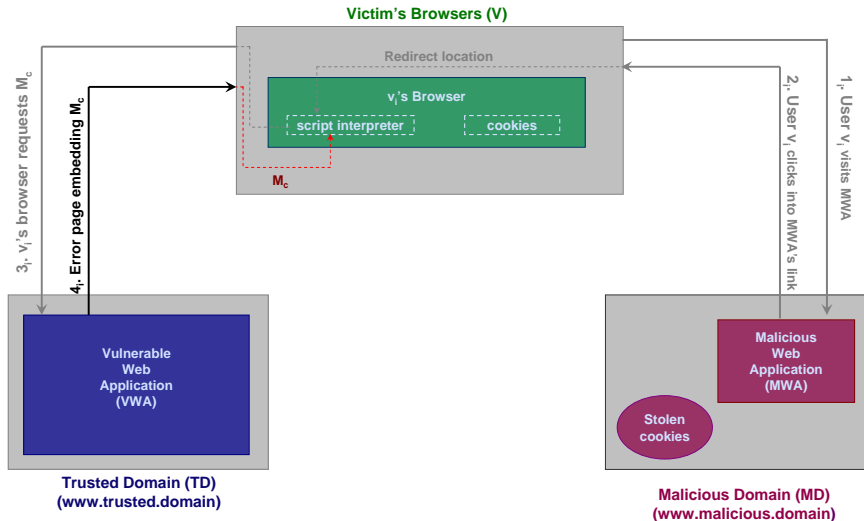 Victim's Browsers (V)
Redirect location
vi's Browser
script interpreter
cookies
Mc
3i. vi's browser requests Mc
4i. Error page embedding Mc
2i. User vi clicks into MWA's link
1i. User vi visits MWA
Vulnerable
Web
Application
(VWA)
Malicious
Web
Application
(MWA)
Stolen
cookies
Trusted Domain (TD)
(www.trusted.domain)
Malicious Domain (MD)
(www.malicious.domain)